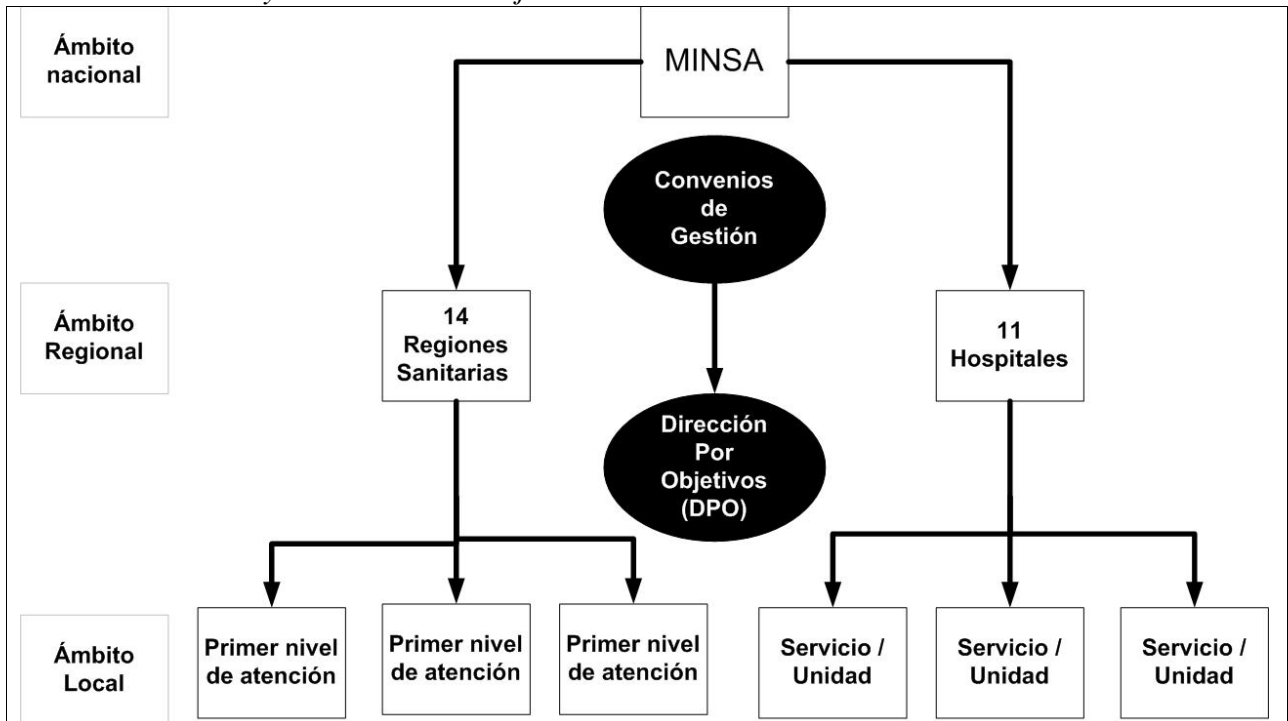 Ámbito
nacional
MINSA
Convenios
de
Gestión
Ámbito
Regional
14
Regiones
Sanitarias
11
Hospitales
Dirección
Por
Objetivos
(DPO)
Ámbito
Local
Primer nivel
de atención
Primer nivel
de atención
Primer nivel
de atención
Servicio /
Unidad
Servicio /
Unidad
Servicio /
Unidad